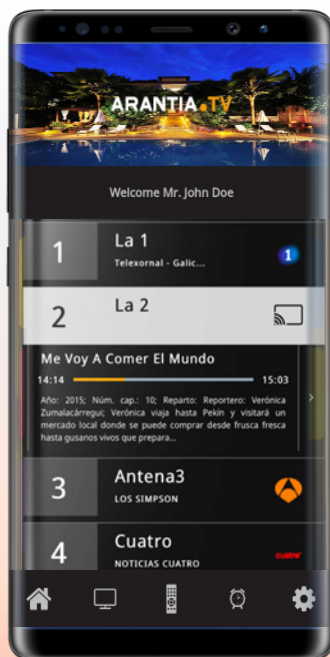 ARANTIA.TV
Welcome Mr. John Doe
1
La 1
Telexornal - Galic...
1
2
La 2
Me Voy A Comer El Mundo
14:14
15:03
Año: 2015; Núm. cap.: 10; Reparto: Reportero: Verónica
Zumalacárregui; Verónica viaja hasta Pekín y visitará un
mercado local donde se puede comprar desde frusca fresca
hasta gusanos vivos que prepara...
3
Antena3
LOS SIMPSON
4
Cuatro
NOTICIAS CUATRO
cuatro